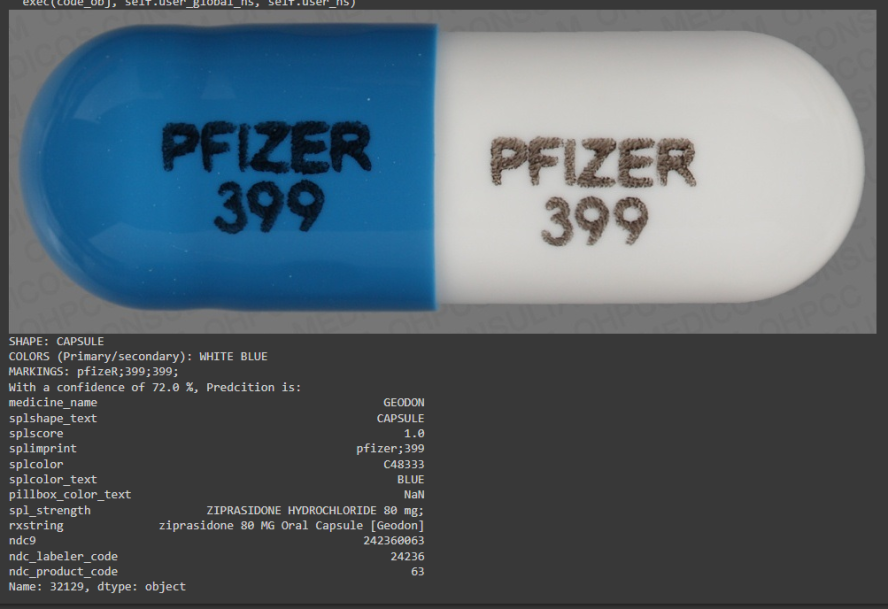 exec(code_obj, self.user_global_ns, self.user_ns)
PFIZER PFIZER
399 399
SHAPE: CAPSULE
COLORS (Primary/secondary): WHITE BLUE
MARKINGS: pfizeR;399;399;
With a confidence of 72.0 %, Predcition is:
medicine_name GEODON
splshape_text CAPSULE
splscore 1.0
splimprint pfizer;399
splcolor C48333
splcolor_text BLUE
pillbox_color_text NaN
spl_strength ZIPRASIDONE HYDROCHLORIDE 80 mg;
rxstring ziprasidone 80 MG Oral Capsule [Geodon]
ndc9 242360063
ndc_labeler_code 24236
ndc_product_code 63
Name: 32129, dtype: object